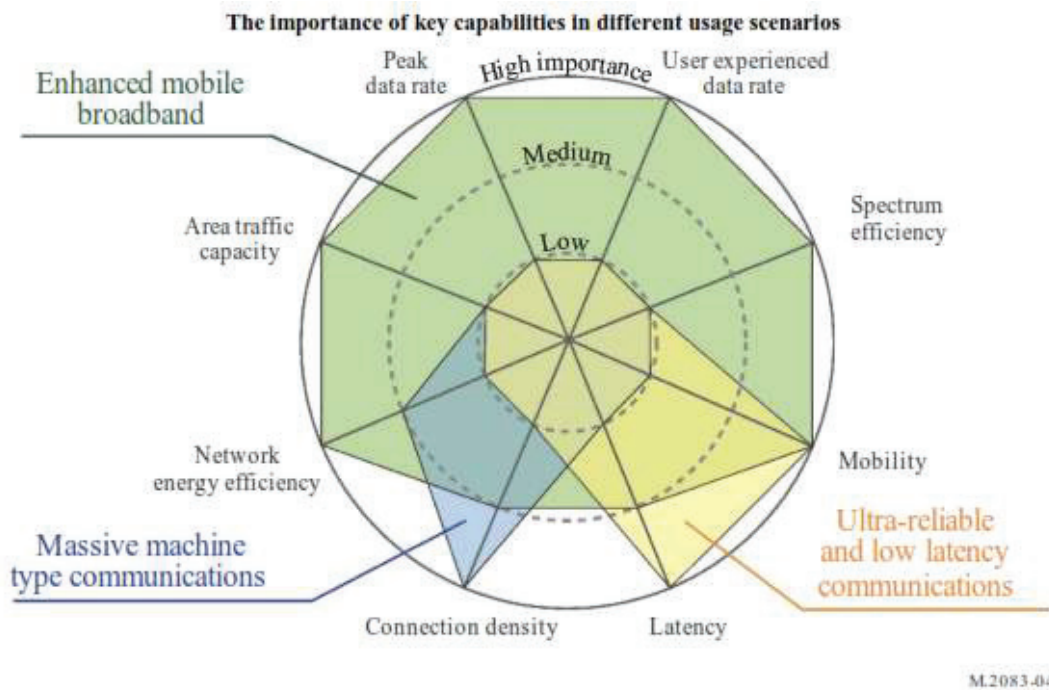 The importance of key capabilities in different usage scenarios
Peak
data rate
High importance
User experienced
data rate
Enhanced mobile
broadband
Medium
Area traffic
capacity
Low
Spectrum
efficiency
Network
energy efficiency
Mobility
Massive machine
type communications
Ultra-reliable
and low latency
communications
Connection density
Latency
M.2083-04